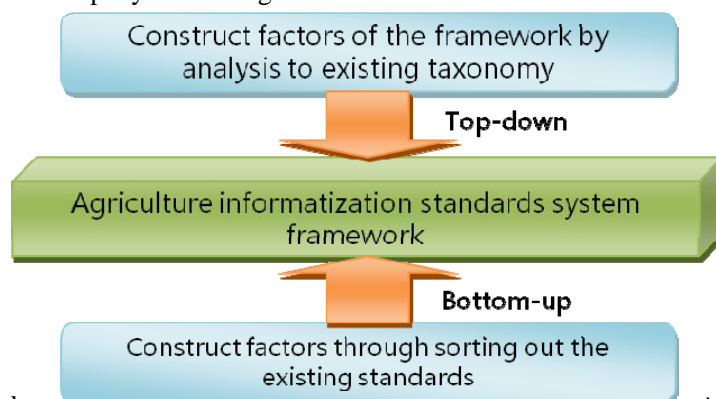 Construct factors of the framework by
analysis to existing taxonomy
Top-down
Agriculture informatization standards system
framework
Bottom-up
Construct factors through sorting out the
existing standards